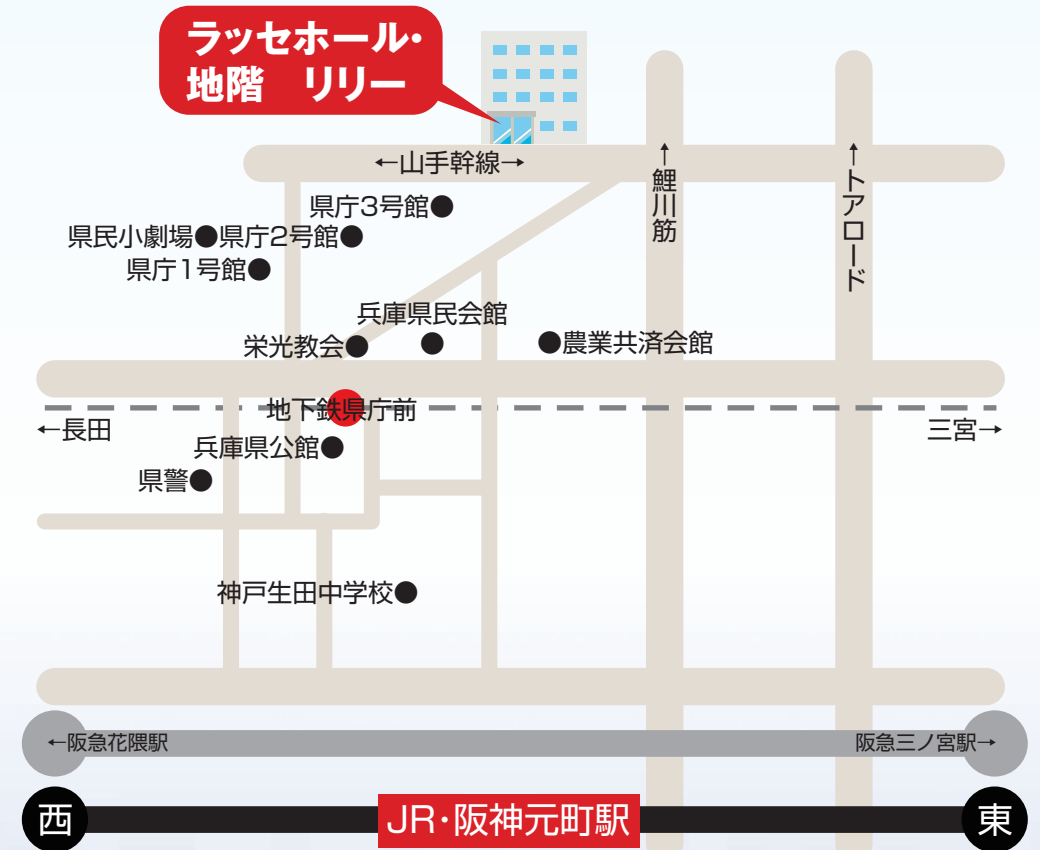 ラッセホール・
地階　リリー
←山手幹線→
↑鯉川筋
↑トアロード
県庁3号館●
県民小劇場●県庁2号館●
県庁1号館●
兵庫県民会館
栄光教会●
●農業共済会館
地下鉄県庁前
←長田
三宮→
兵庫県公館●
県警●
神戸生田中学校●
←阪急花隈駅
阪急三ノ宮駅→
西
JR・阪神元町駅
東